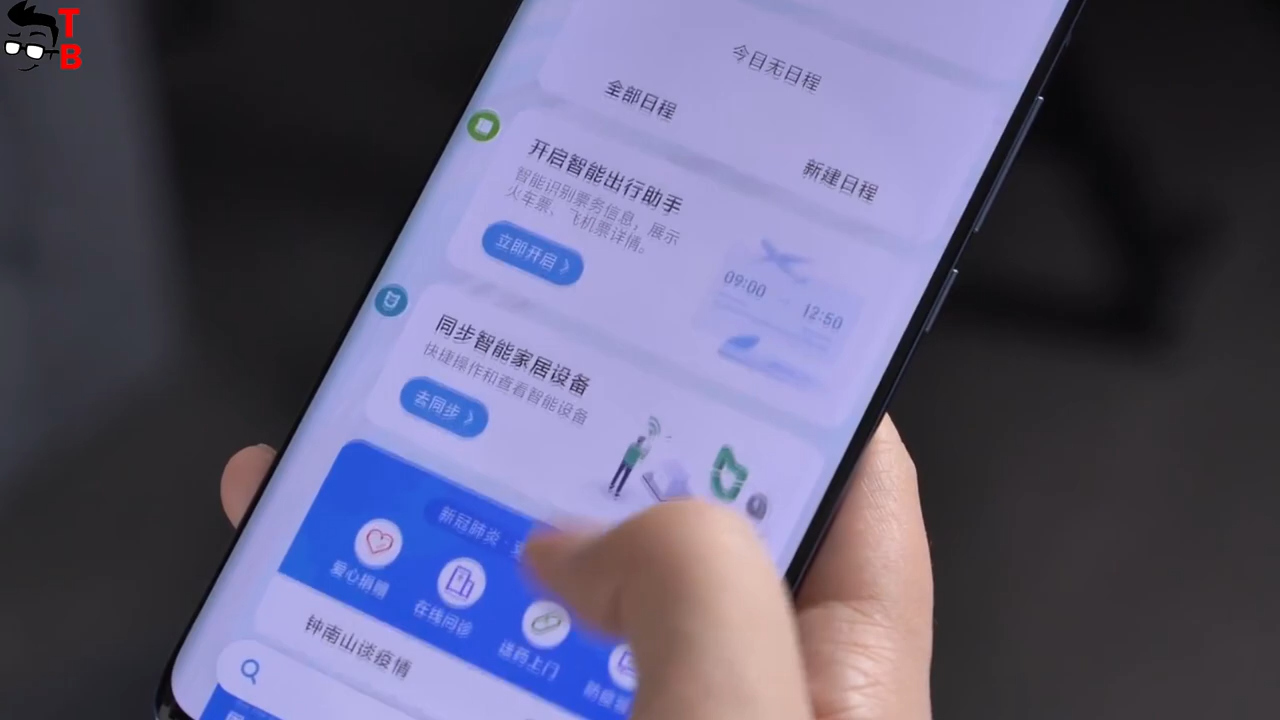 TB
今日无日程
全部日程
新建日程
开启智能出行助手
智能识别票务信息，展示
火车票、飞机票详情。
立即开启
09:00
12:50
同步智能家居设备
快捷操作和查看智能设备
去同步
新冠肺炎·
爱心捐赠
在线问诊
送药上门
钟南山谈疫情